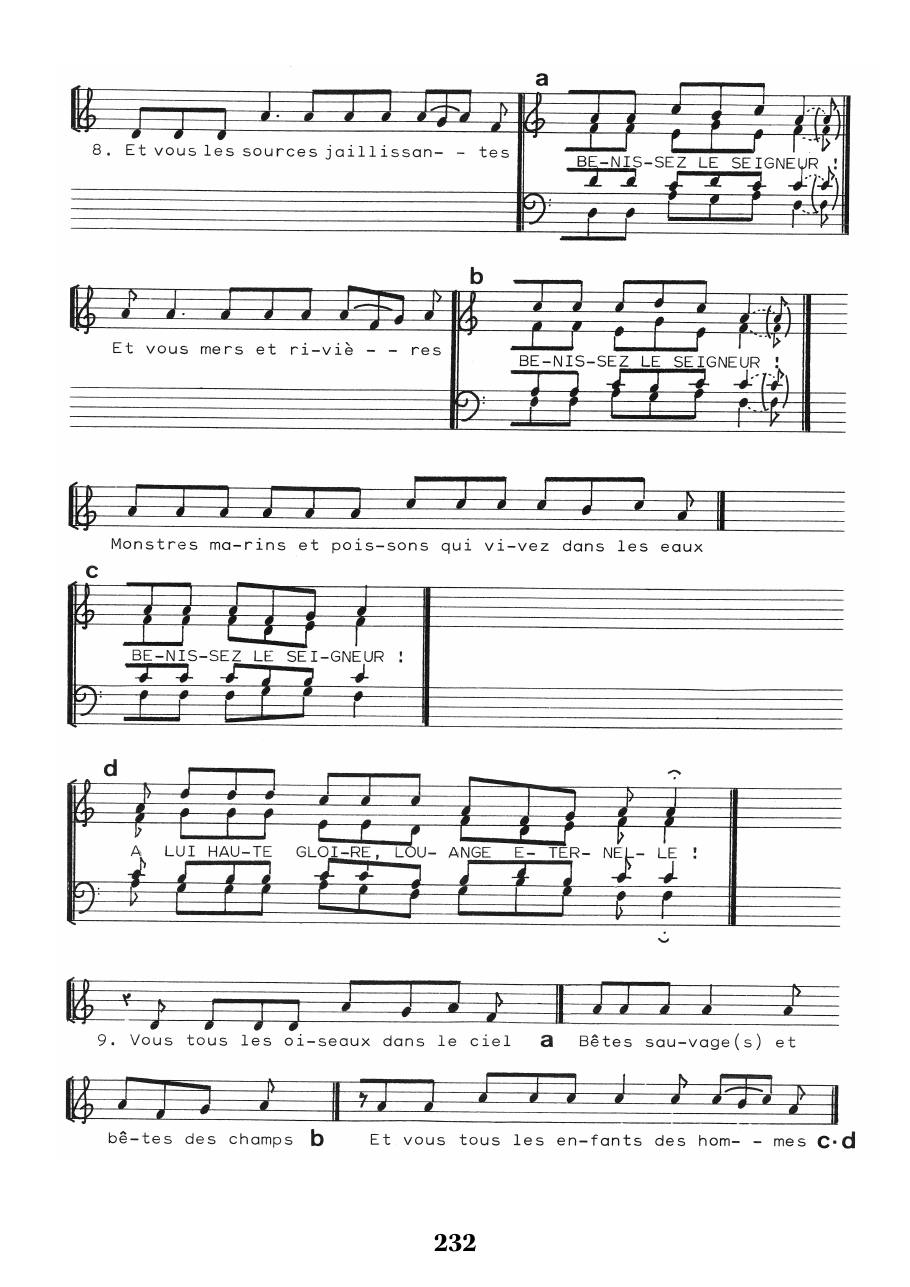 a
8. Et vous les sources jaillissan- - tes
BE-NIS-SEZ LE SEIGNEUR !
b
Et vous mers et ri-viè - - res
BE-NIS-SEZ LE SEIGNEUR !
Monstres ma-rins et pois-sons qui vi-vez dans les eaux
c
BE-NIS-SEZ LE SEI-GNEUR !
d
A LUI HAU-TE GLOI-RE, LOU- ANGE E- TER- NEL- LE !
9. Vous tous les oi-seaux dans le ciel a Bêtes sau-vage(s) et
bê-tes des champs b Et vous tous les en-fants des hom- - mes c·d
232